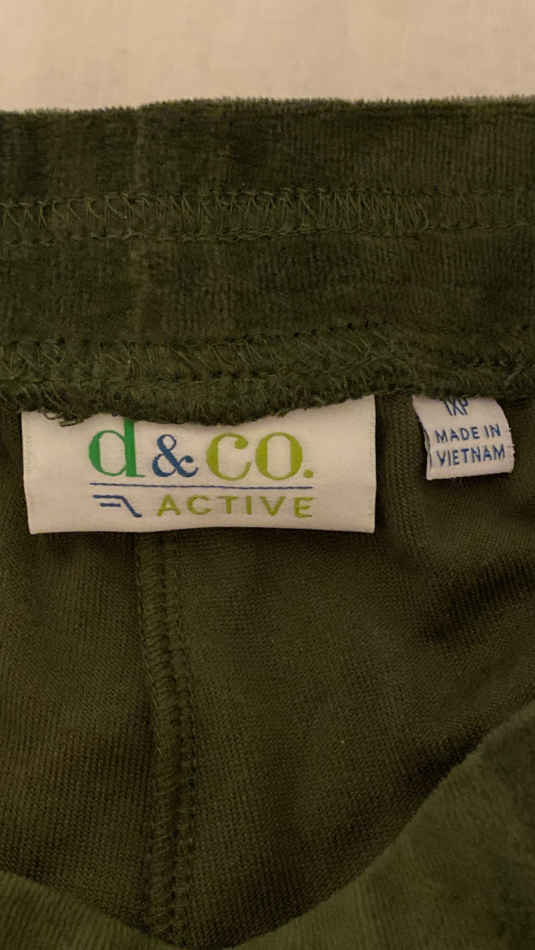 d&co.
ACTIVE
1XP
MADE IN
VIETNAM